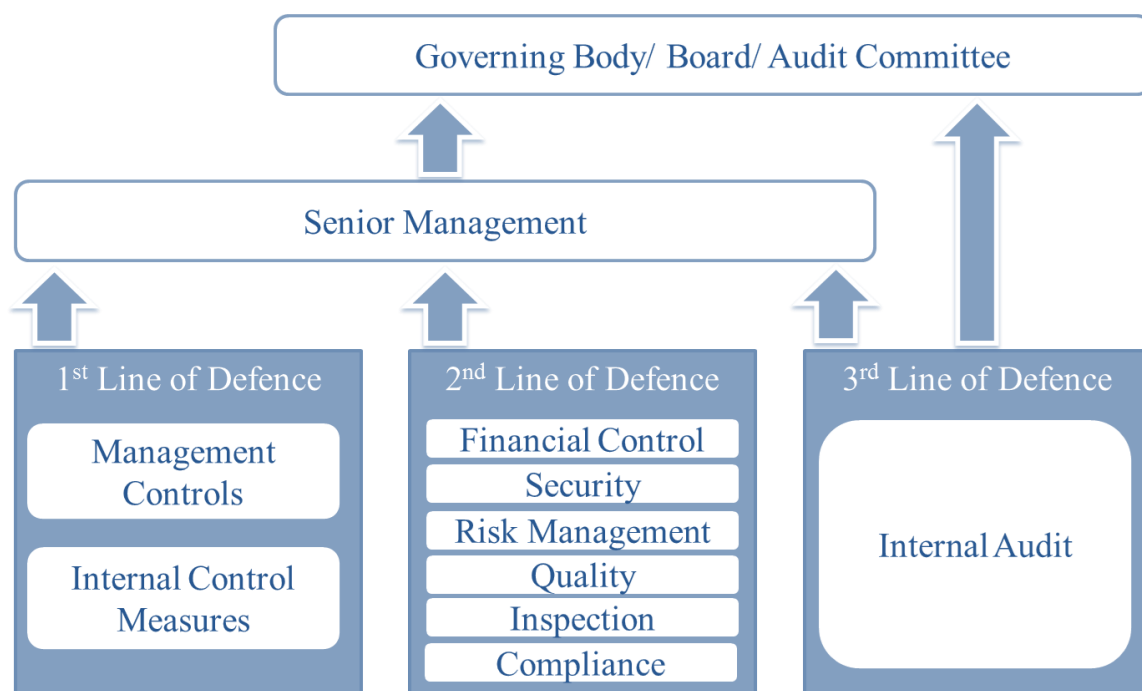 Governing Body/ Board/ Audit Committee
Senior Management
1st Line of Defence
Management
Controls
Internal Control
Measures
2nd Line of Defence
Financial Control
Security
Risk Management
Quality
Inspection
Compliance
3rd Line of Defence
Internal Audit